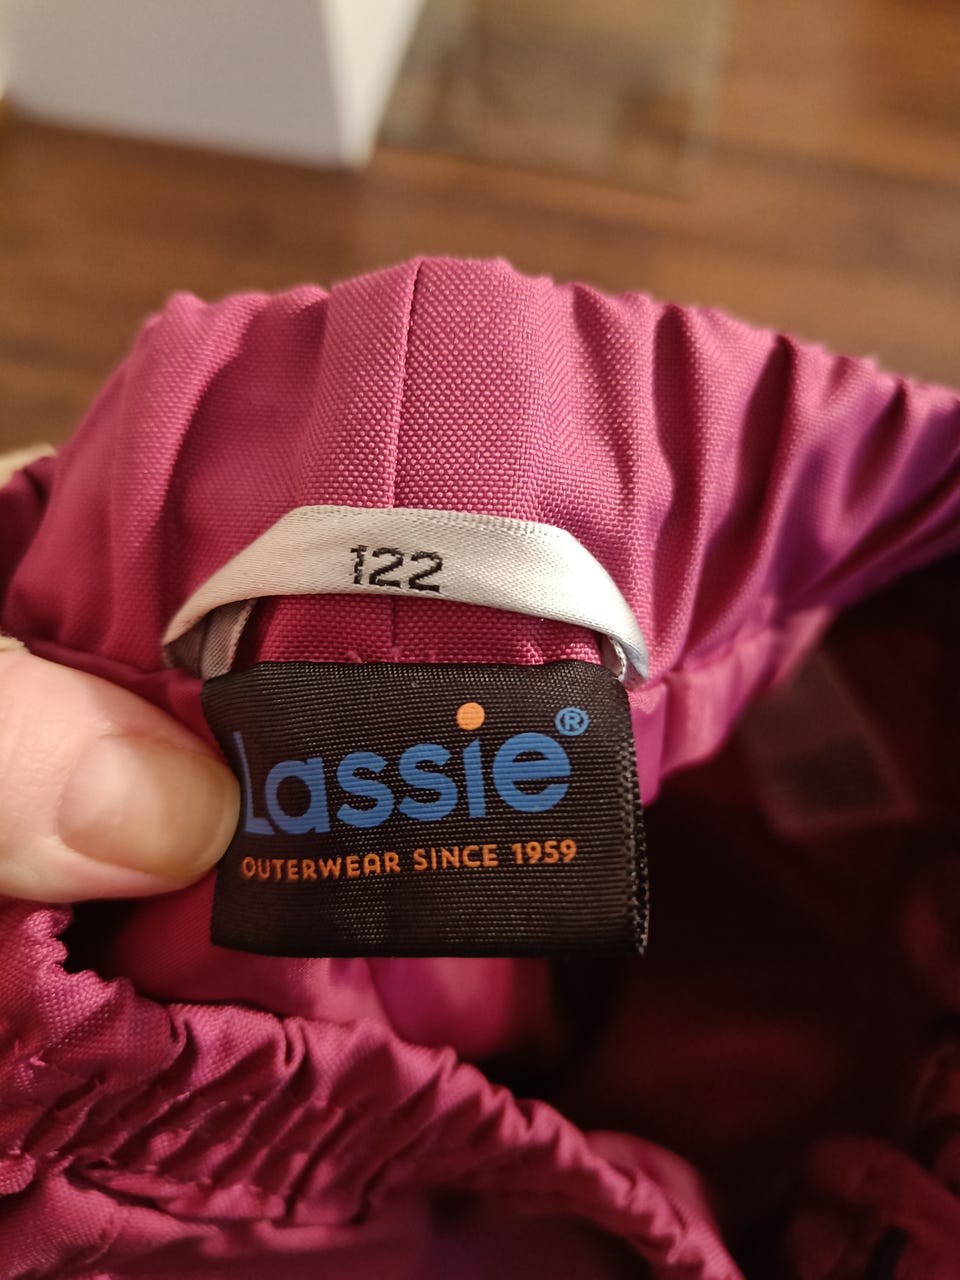 122
Lassie®
OUTERWEAR SINCE 1959